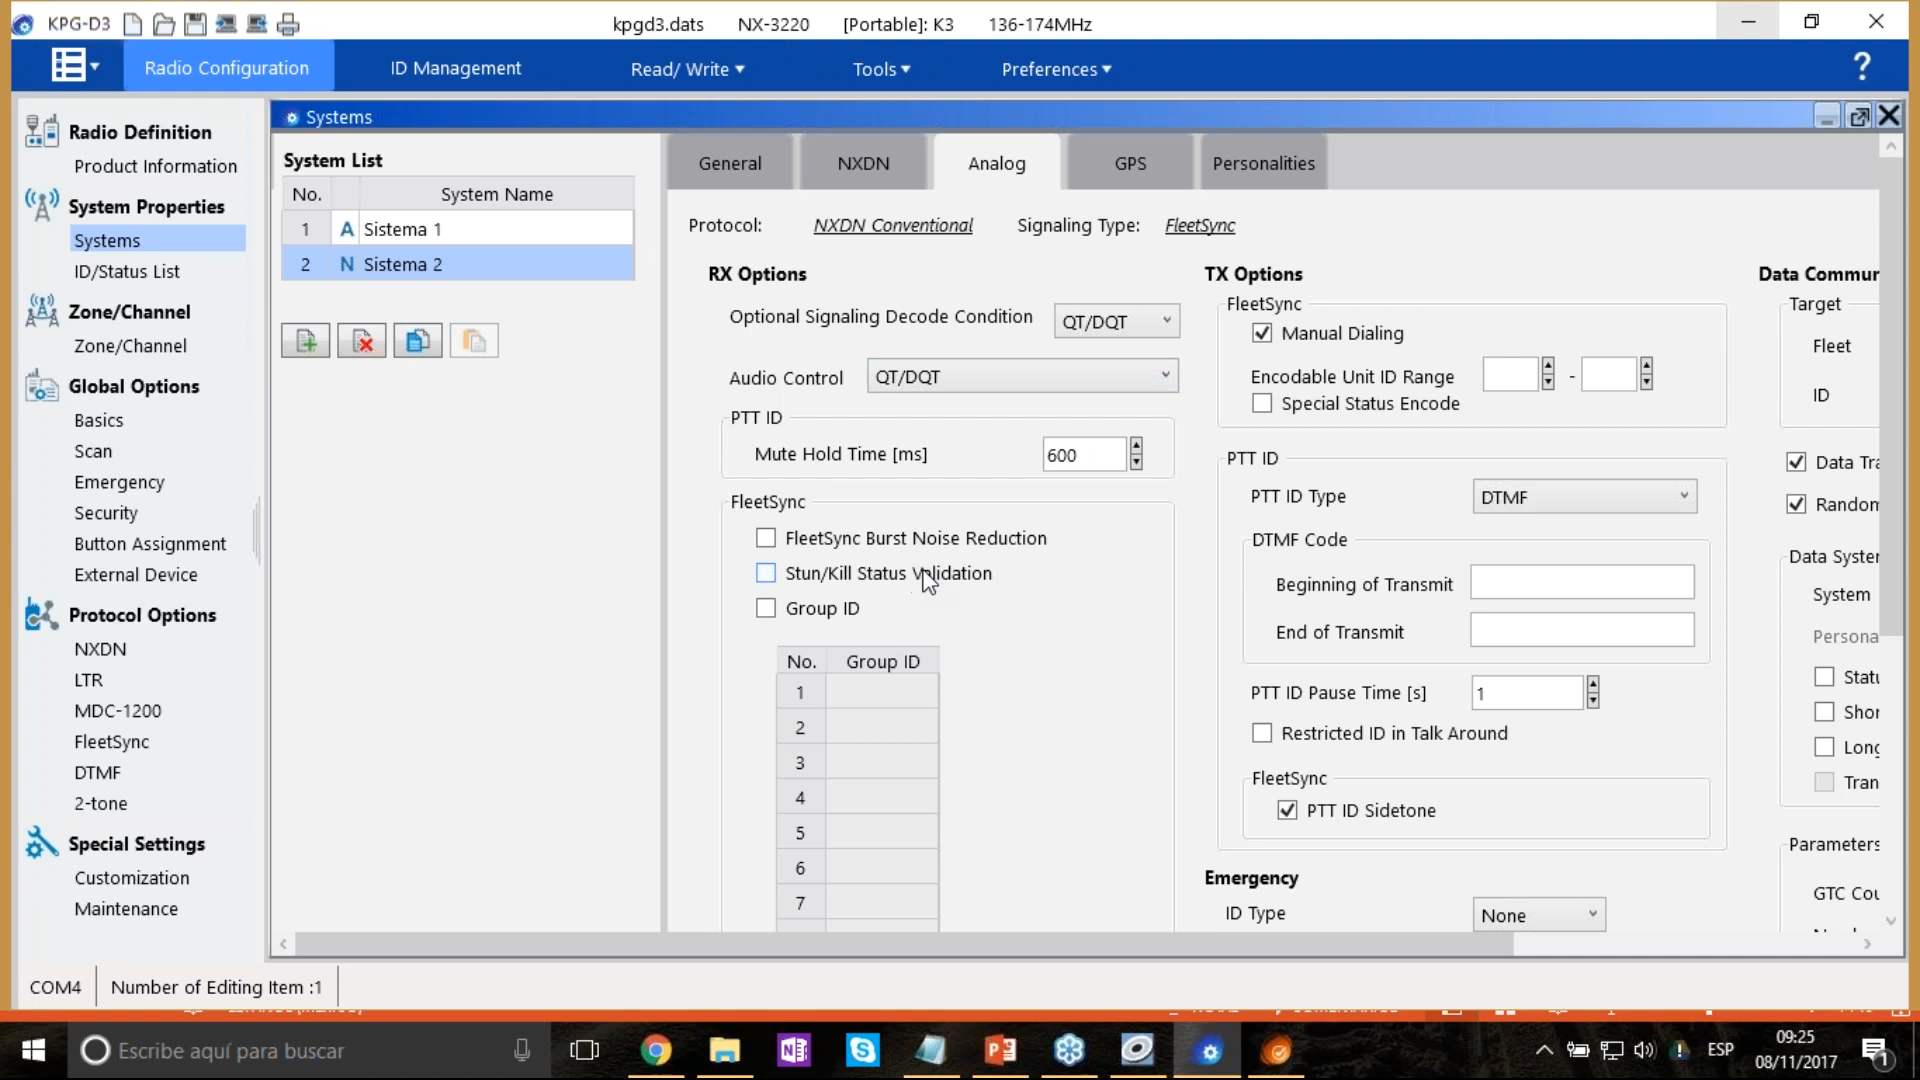 KPG-D3
kpgd3.dats NX-3220 [Portable]: K3 136-174MHz
Radio Configuration
ID Management
Read/ Write
Tools
Preferences
?
Radio Definition
Product Information
System Properties
Systems
ID/Status List
Zone/Channel
Zone/Channel
Global Options
Basics
Scan
Emergency
Security
Button Assignment
External Device
Protocol Options
NXDN
LTR
MDC-1200
FleetSync
DTMF
2-tone
Special Settings
Customization
Maintenance
Systems
System List
No. System Name
1 A Sistema 1
2 N Sistema 2
General
NXDN
Analog
GPS
Personalities
Protocol: NXDN Conventional Signaling Type: FleetSync
RX Options
Optional Signaling Decode Condition QT/DQT
Audio Control QT/DQT
PTT ID
Mute Hold Time [ms] 600
FleetSync
FleetSync Burst Noise Reduction
Stun/Kill Status Validation
Group ID
No. Group ID
1
2
3
4
5
6
7
TX Options
FleetSync
Manual Dialing
Encodable Unit ID Range -
Special Status Encode
PTT ID
PTT ID Type DTMF
DTMF Code
Beginning of Transmit
End of Transmit
PTT ID Pause Time [s] 1
Restricted ID in Talk Around
FleetSync
PTT ID Sidetone
Emergency
ID Type None
Data Commur
Target
Fleet
ID
Data Tra
Random
Data System
System
Persona
Statu
Shor
Long
Tran
Parameters
GTC Cou
COM4 Number of Editing Item :1
Escribe aquí para buscar
ESP
09:25
08/11/2017
1